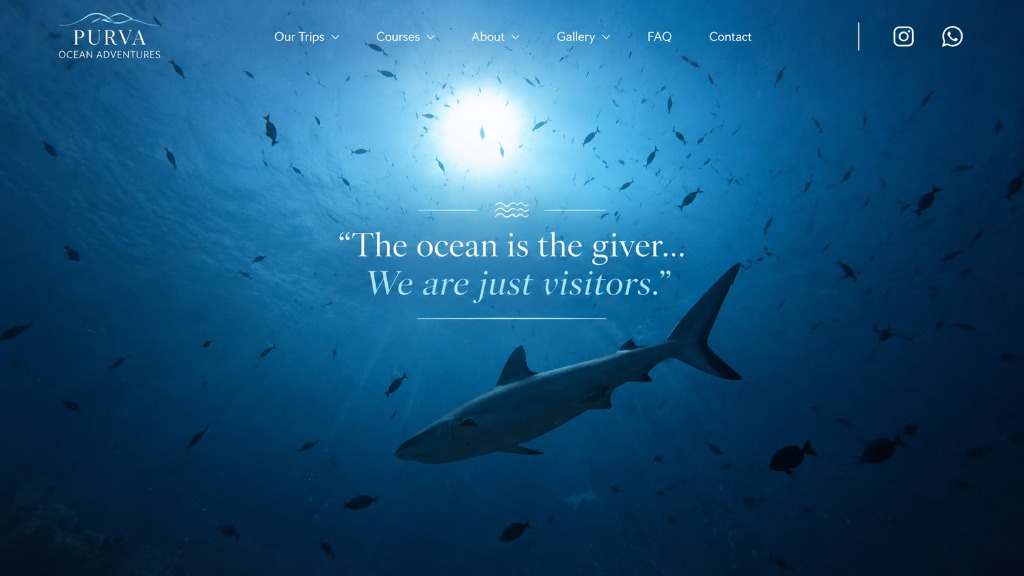 PURVA
OCEAN ADVENTURES
Our Trips
Courses
About
Gallery
FAQ
Contact
“The ocean is the giver...
We are just visitors.”